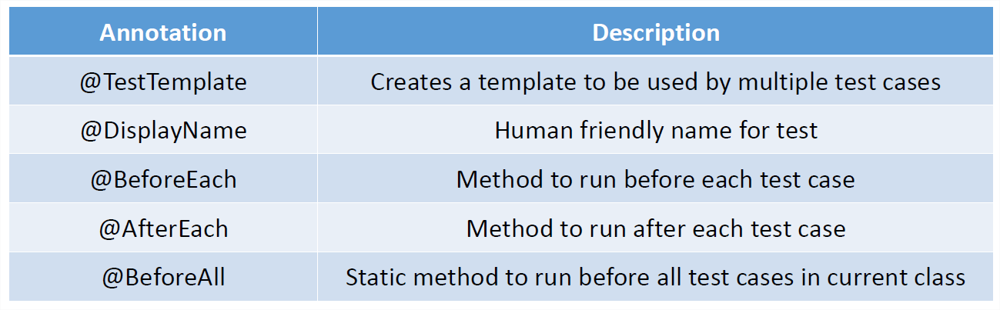 Annotation Description
@TestTemplate Creates a template to be used by multiple test cases
@DisplayName Human friendly name for test
@BeforeEach Method to run before each test case
@AfterEach Method to run after each test case
@BeforeAll Static method to run before all test cases in current class